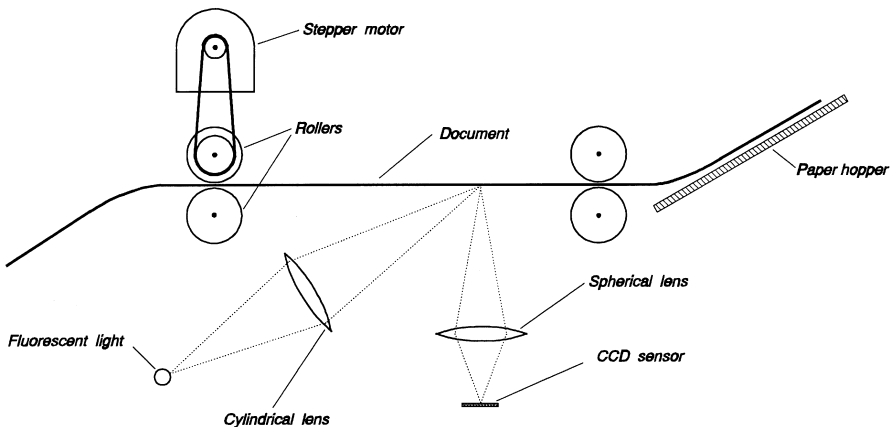 Stepper motor
Rollers
Document
Paper hopper
Spherical lens
Fluorescent light
CCD sensor
Cylindrical lens